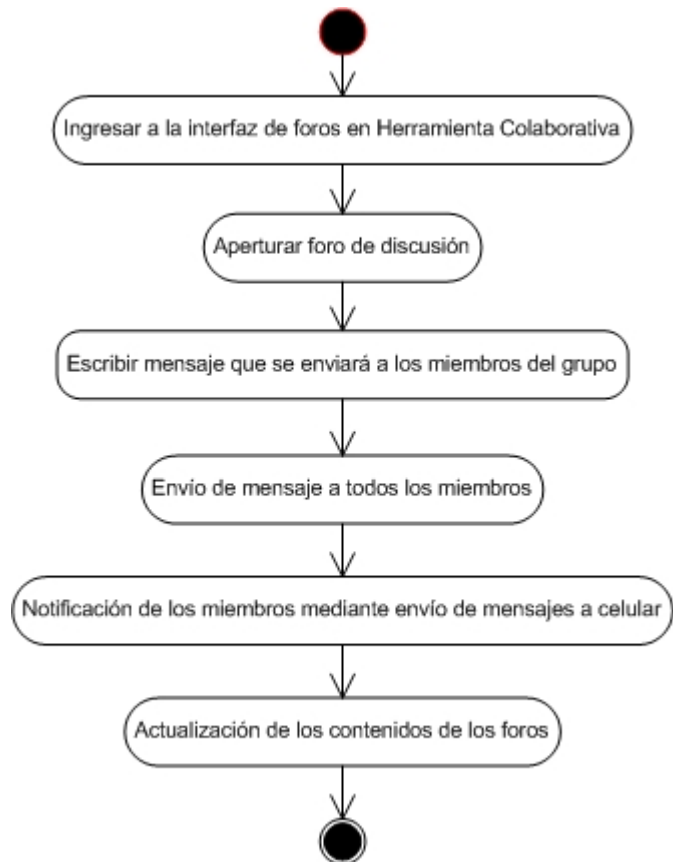 Ingresar a la interfaz de foros en Herramienta Colaborativa
Aperturar foro de discusión
Escribir mensaje que se enviará a los miembros del grupo
Envío de mensaje a todos los miembros
Notificación de los miembros mediante envío de mensajes a celular
Actualización de los contenidos de los foros